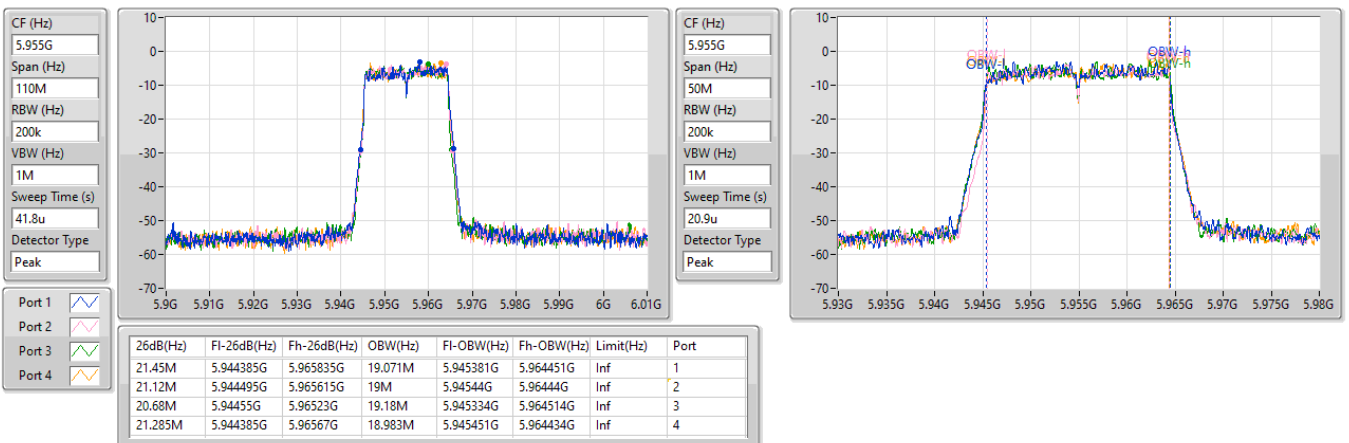 CF (Hz)
5.955G
Span (Hz)
110M
RBW (Hz)
200k
VBW (Hz)
1M
Sweep Time (s)
41.8u
Detector Type
Peak
10
0
-10
-20
-30
-40
-50
-60
-70
5.9G 5.91G 5.92G 5.93G 5.94G 5.95G 5.96G 5.97G 5.98G 5.99G 6G 6.01G
CF (Hz)
5.955G
Span (Hz)
50M
RBW (Hz)
200k
VBW (Hz)
1M
Sweep Time (s)
20.9u
Detector Type
Peak
10
0
-10
-20
-30
-40
-50
-60
-70
OBW-l
OBW-h
OBW-l
OBW-h
5.93G 5.935G 5.94G 5.945G 5.95G 5.955G 5.96G 5.965G 5.97G 5.975G 5.98G
Port 1
Port 2
Port 3
Port 4
26dB(Hz) Fl-26dB(Hz) Fh-26dB(Hz) OBW(Hz) Fl-OBW(Hz) Fh-OBW(Hz) Limit(Hz) Port
21.45M 5.944385G 5.965835G 19.071M 5.945381G 5.964451G Inf 1
21.12M 5.944495G 5.965615G 19M 5.94544G 5.96444G Inf 2
20.68M 5.94455G 5.96523G 19.18M 5.945334G 5.964514G Inf 3
21.285M 5.944385G 5.96567G 18.983M 5.945451G 5.964434G Inf 4